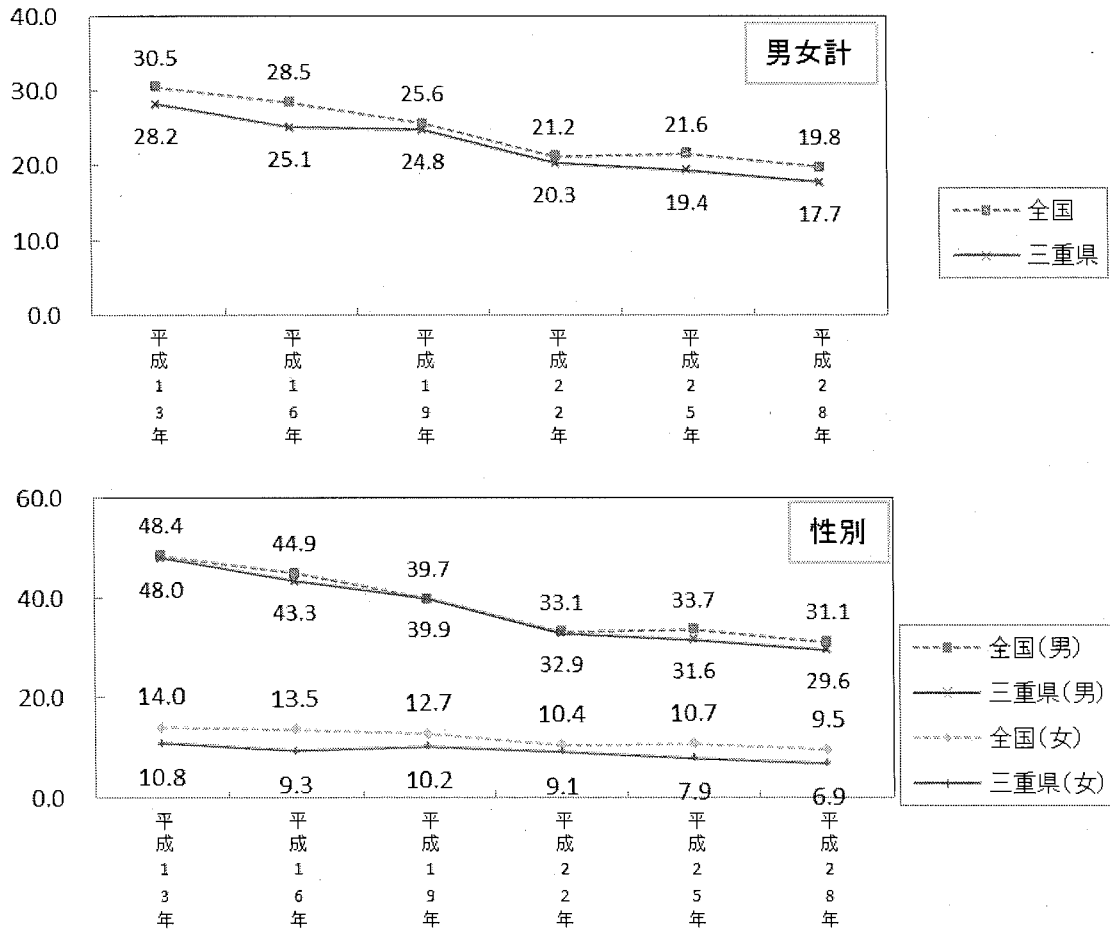 40.0
30.0
20.0
10.0
0.0
男女計
30.5 28.5 25.6 21.2 21.6 19.8
28.2 25.1 24.8 20.3 19.4 17.7
平成13年 平成16年 平成19年 平成22年 平成25年 平成28年
全国
三重県
60.0
40.0
20.0
0.0
性別
48.4 44.9 39.7 33.1 33.7 31.1
48.0 43.3 39.9 32.9 31.6 29.6
14.0 13.5 12.7 10.4 10.7 9.5
10.8 9.3 10.2 9.1 7.9 6.9
平成13年 平成16年 平成19年 平成22年 平成25年 平成28年
全国(男)
三重県(男)
全国(女)
三重県(女)